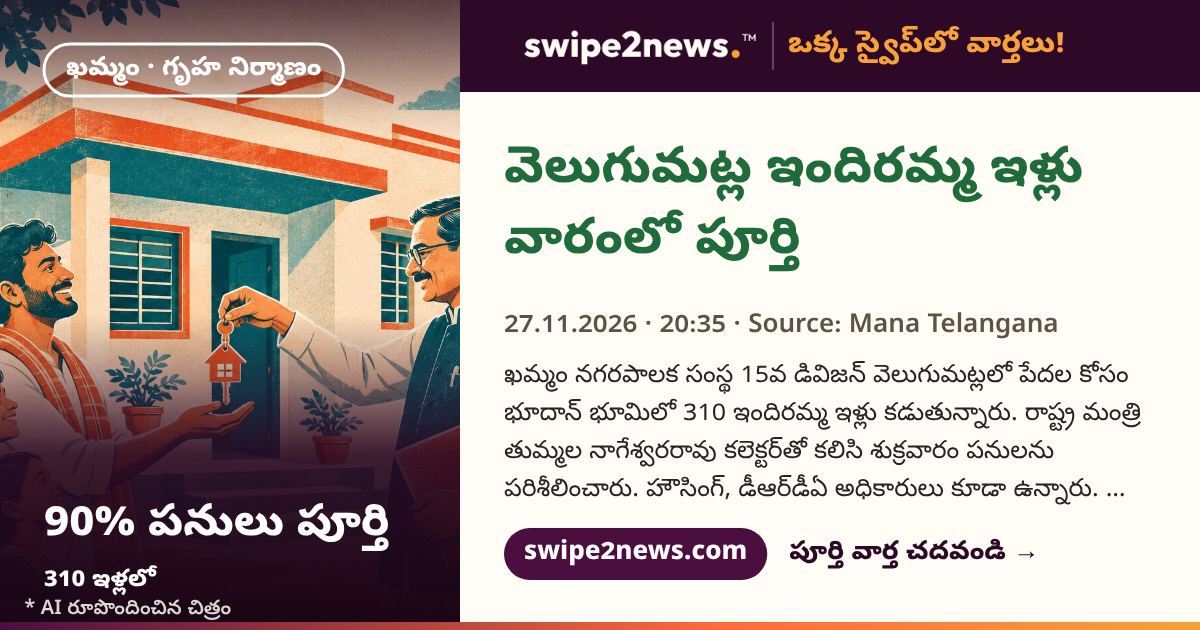 ఖమ్మం · గృహ నిర్మాణం
90% పనులు పూర్తి
310 ఇళ్లలో
* AI రూపొందించిన చిత్రం
swipe2news.™
ఒక్క స్వైప్‌లో వార్తలు!
వెలుగుమట్ల ఇందిరమ్మ ఇళ్లు
వారంలో పూర్తి
27.11.2026 · 20:35 · Source: Mana Telangana
ఖమ్మం నగరపాలక సంస్థ 15వ డివిజన్ వెలుగుమట్లలో పేదల కోసం
భూదాన్ భూమిలో 310 ఇందిరమ్మ ఇళ్లు కడుతున్నారు. రాష్ట్ర మంత్రి
తుమ్మల నాగేశ్వరరావు కలెక్టర్‌తో కలిసి శుక్రవారం పనులను
పరిశీలించారు. హౌసింగ్, డీఆర్‌డీఏ అధికారులు కూడా ఉన్నారు. ...
swipe2news.com
పూర్తి వార్త చదవండి →